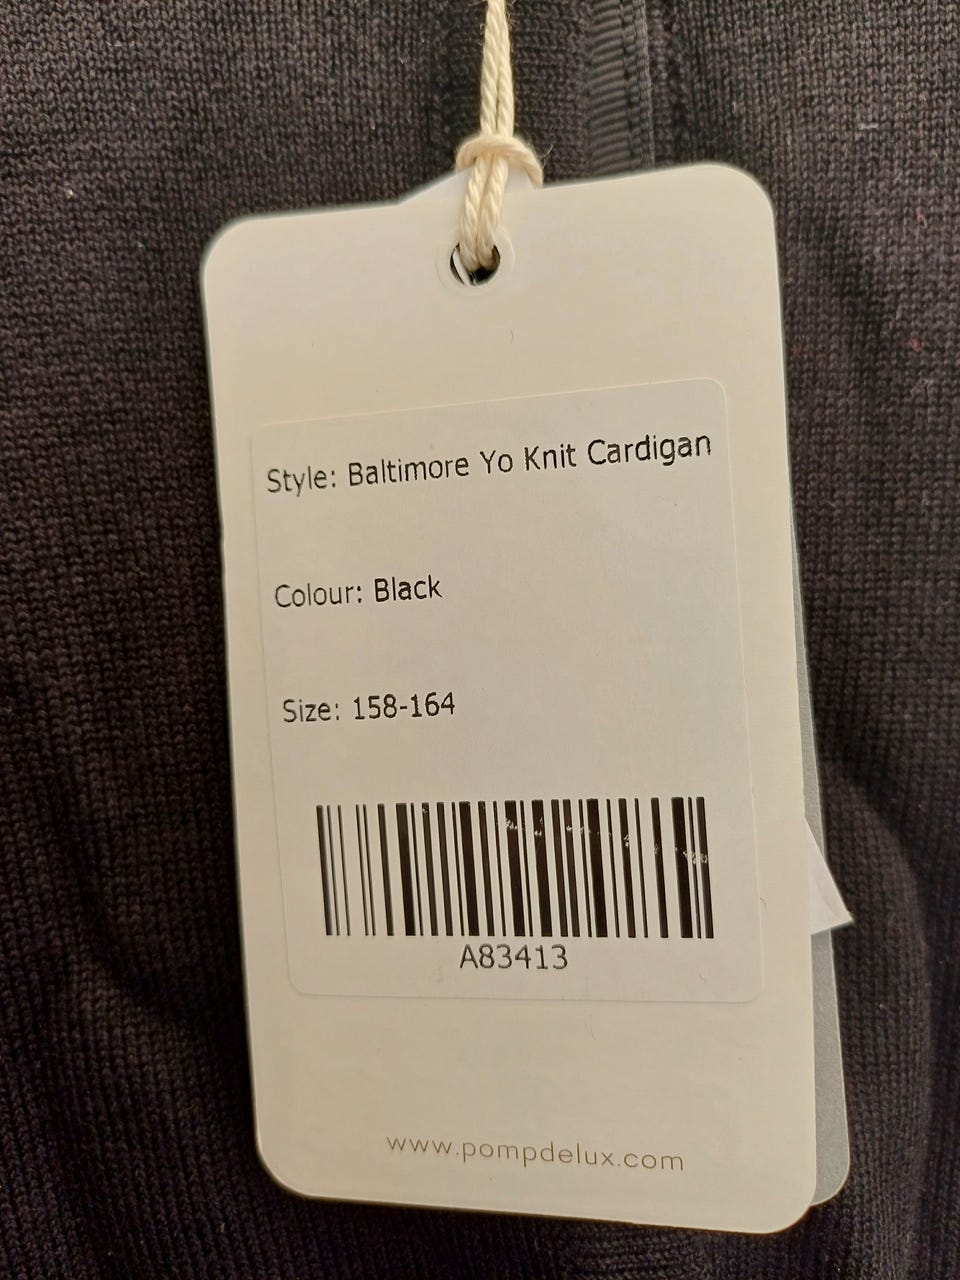 Style: Baltimore Yo Knit Cardigan
Colour: Black
Size: 158-164
A83413
www.pompdelux.com